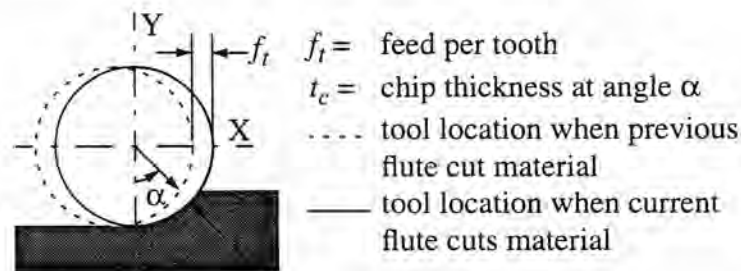 Y
f_t
X
α
f_t = feed per tooth
t_c = chip thickness at angle α
tool location when previous
flute cut material
tool location when current
flute cuts material